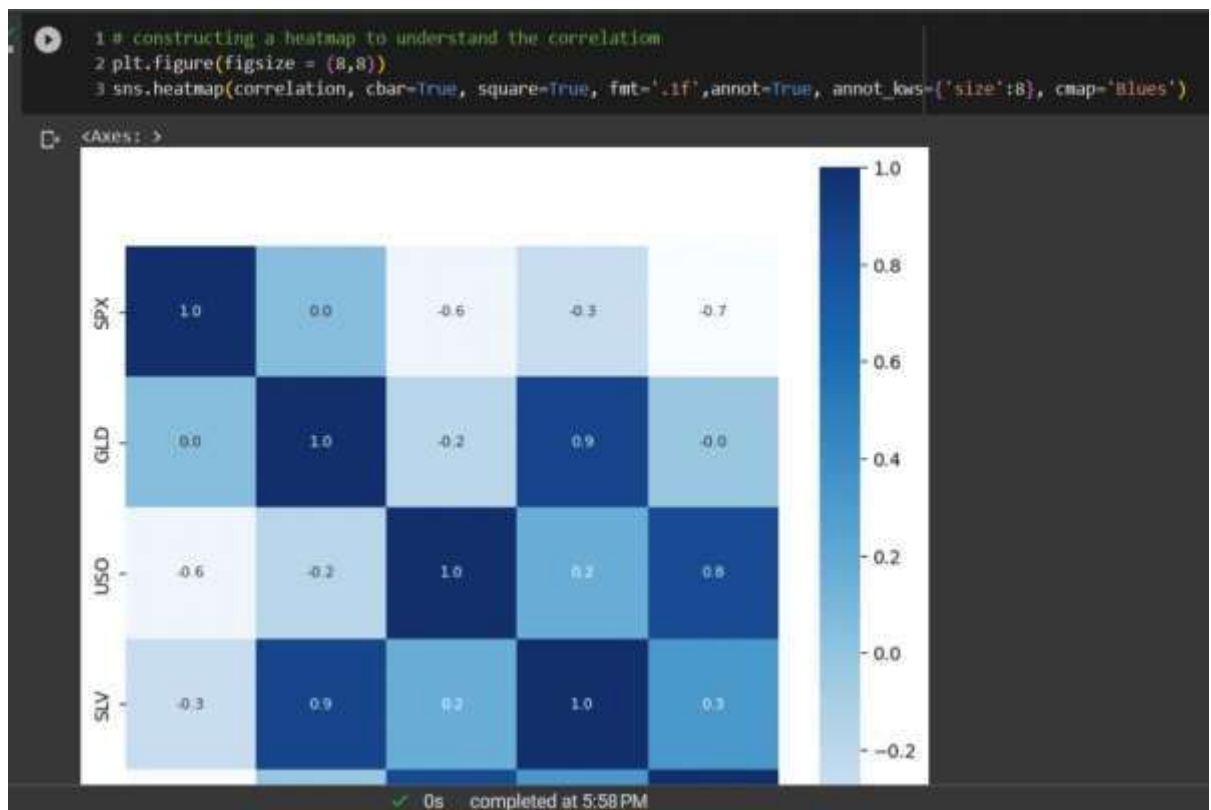 1 # constructing a heatmap to understand the correlatiom
2 plt.figure(figsize = (8,8))
3 sns.heatmap(correlation, cbar=True, square=True, fmt='.1f',annot=True, annot_kws={'size':8}, cmap='Blues')
<Axes: >
1.0
0.8
0.6
0.4
0.2
0.0
-0.2
SPX 1.0 0.0 -0.6 -0.3 -0.7
GLD 0.0 1.0 -0.2 0.9 -0.0
USO -0.6 -0.2 1.0 0.2 0.8
SLV -0.3 0.9 0.2 1.0 0.3
0s completed at 5:58 PM